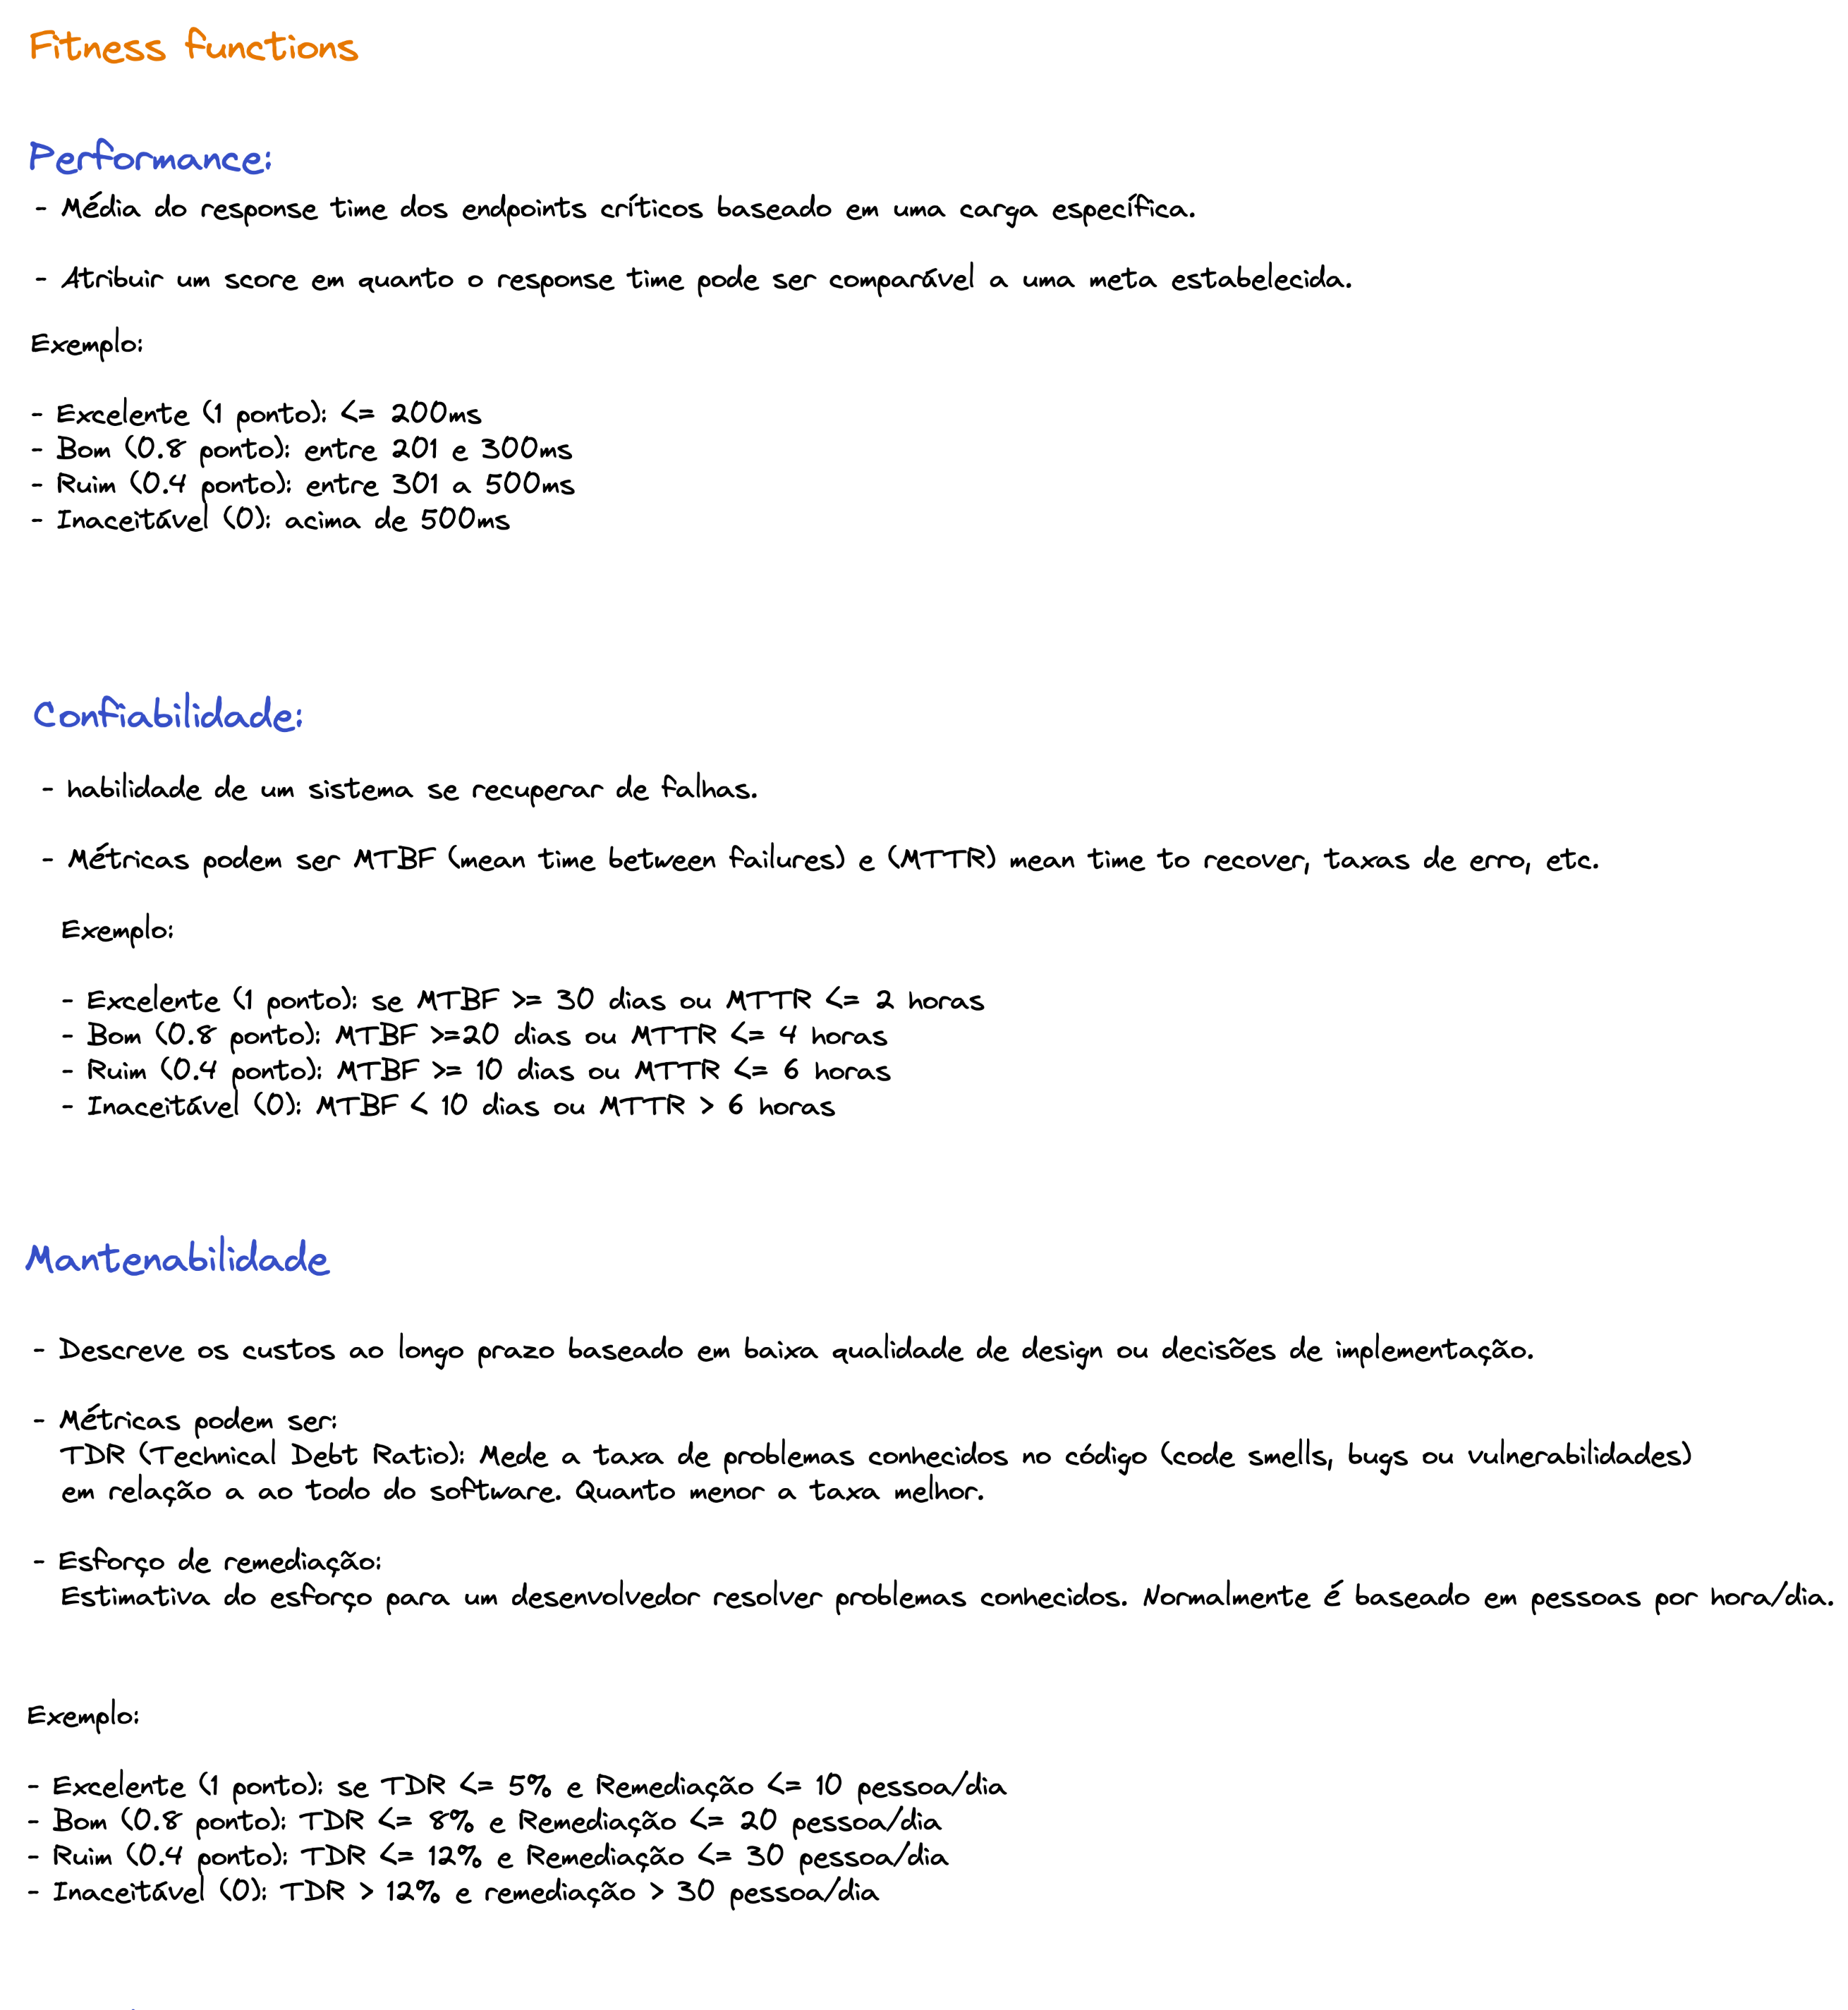 Fitness functions
Performance:
- Média do response time dos endpoints críticos baseado em uma carga específica.
- Atribuir um score em quanto o response time pode ser comparável a uma meta estabelecida.
Exemplo:
- Excelente (1 ponto): <= 200ms
- Bom (0.8 ponto): entre 201 e 300ms
- Ruim (0.4 ponto): entre 301 a 500ms
- Inaceitável (0): acima de 500ms
Confiabilidade:
- habilidade de um sistema se recuperar de falhas.
- Métricas podem ser MTBF (mean time between failures) e (MTTR) mean time to recover, taxas de erro, etc.
Exemplo:
- Excelente (1 ponto): se MTBF >= 30 dias ou MTTR <= 2 horas
- Bom (0.8 ponto): MTBF >=20 dias ou MTTR <= 4 horas
- Ruim (0.4 ponto): MTBF >= 10 dias ou MTTR <= 6 horas
- Inaceitável (0): MTBF < 10 dias ou MTTR > 6 horas
Mantenabilidade
- Descreve os custos ao longo prazo baseado em baixa qualidade de design ou decisões de implementação.
- Métricas podem ser:
TDR (Technical Debt Ratio): Mede a taxa de problemas conhecidos no código (code smells, bugs ou vulnerabilidades)
em relação a ao todo do software. Quanto menor a taxa melhor.
- Esforço de remediação:
Estimativa do esforço para um desenvolvedor resolver problemas conhecidos. Normalmente é baseado em pessoas por hora/dia.
Exemplo:
- Excelente (1 ponto): se TDR <= 5% e Remediação <= 10 pessoa/dia
- Bom (0.8 ponto): TDR <= 8% e Remediação <= 20 pessoa/dia
- Ruim (0.4 ponto): TDR <= 12% e Remediação <= 30 pessoa/dia
- Inaceitável (0): TDR > 12% e remediação > 30 pessoa/dia